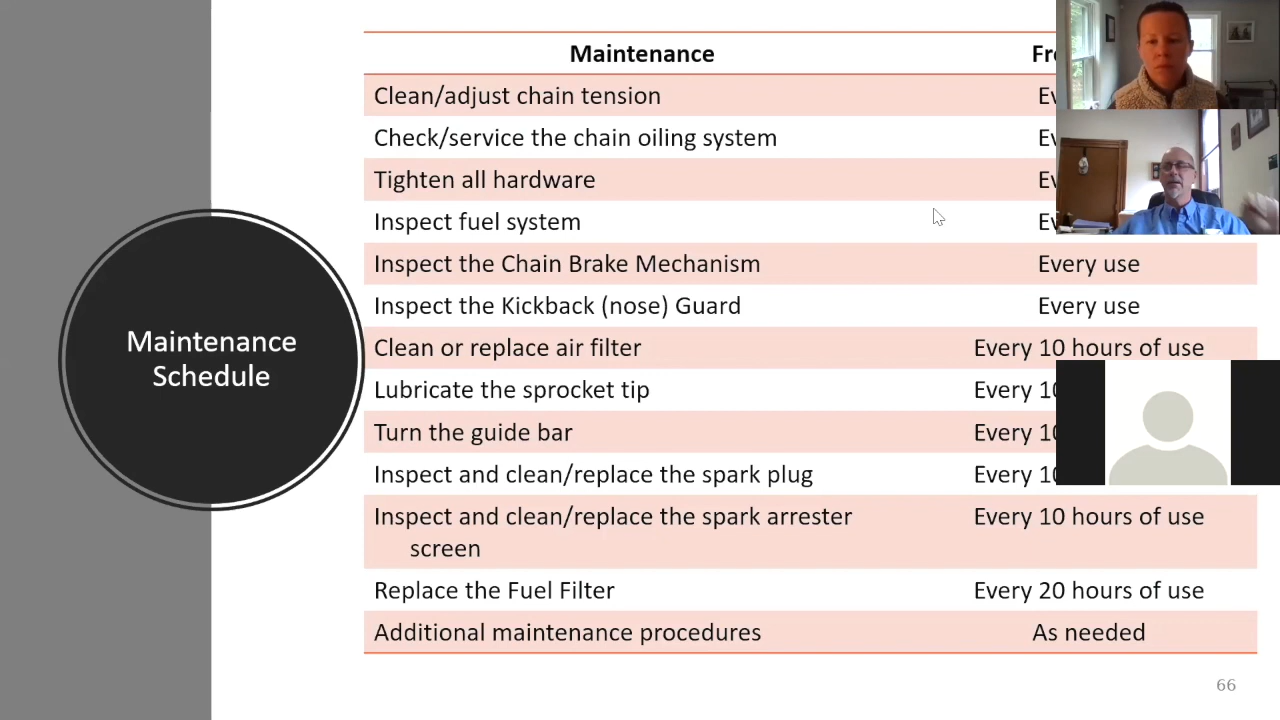 Maintenance
Schedule
Maintenance
Clean/adjust chain tension
Check/service the chain oiling system
Tighten all hardware
Inspect fuel system
Inspect the Chain Brake Mechanism Every use
Inspect the Kickback (nose) Guard Every use
Clean or replace air filter Every 10 hours of use
Lubricate the sprocket tip Every
Turn the guide bar Every
Inspect and clean/replace the spark plug Every
Inspect and clean/replace the spark arrester Every 10 hours of use
screen
Replace the Fuel Filter Every 20 hours of use
Additional maintenance procedures As needed
66